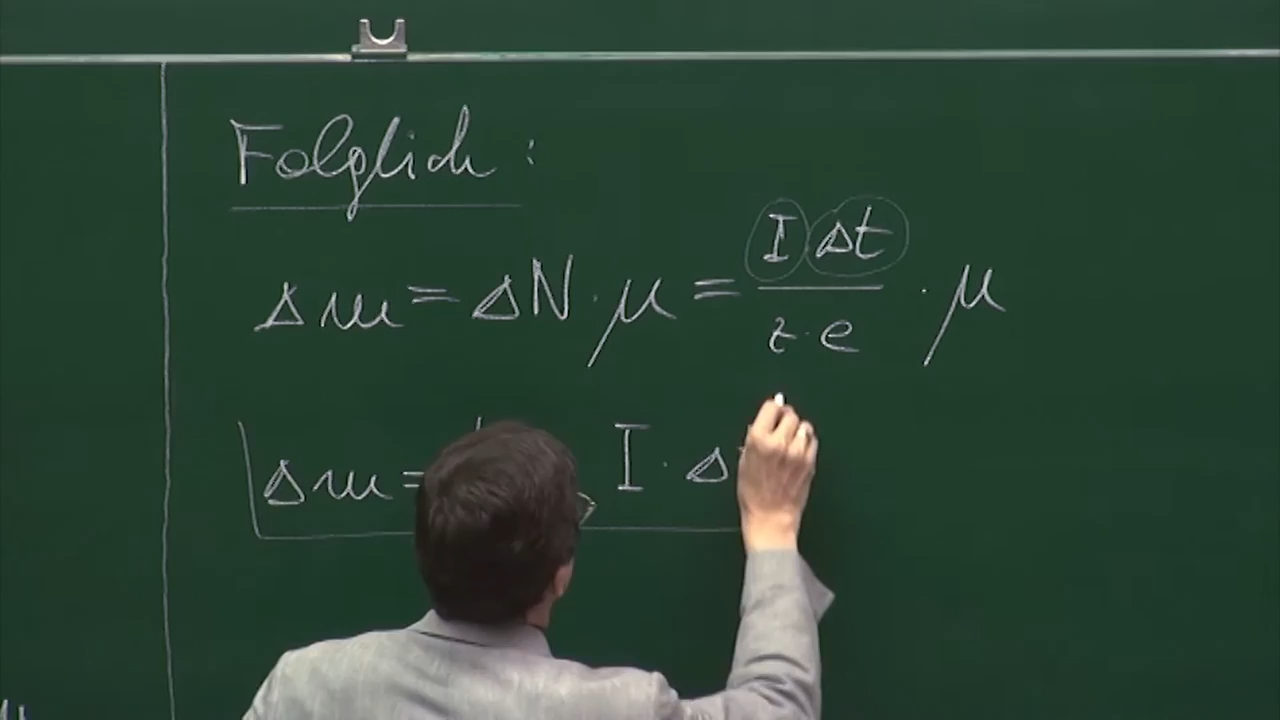 Folglich:
Δm = ΔN · μ = I Δt / z · e · μ
Δm = I · Δ